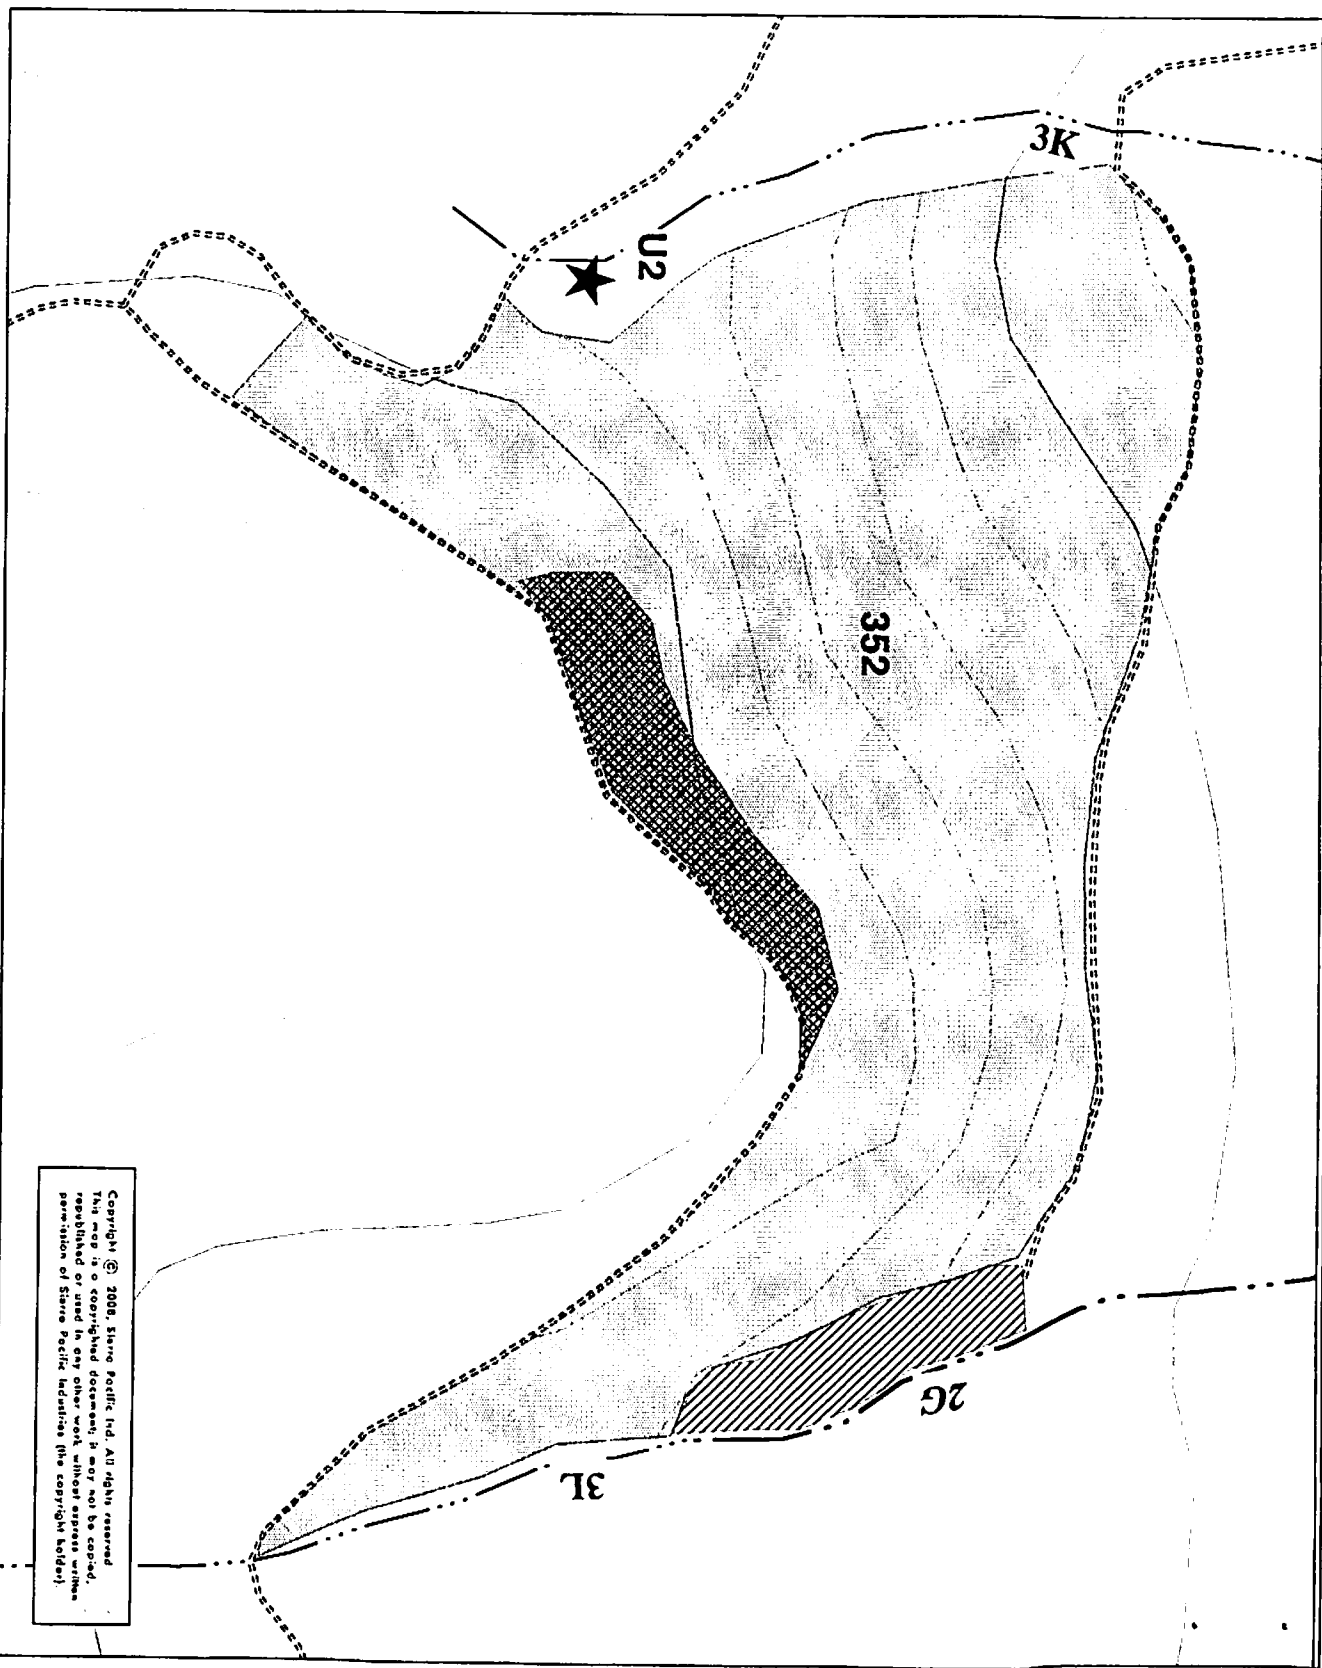 3K
U2
352
2G
3L
Copyright © 2008, Sierra Pacific Ind. All rights reserved
This map is a copyrighted document; it may not be copied,
republished or used in any other work without express written
permission of Sierra Pacific Industries (the copyright holder).